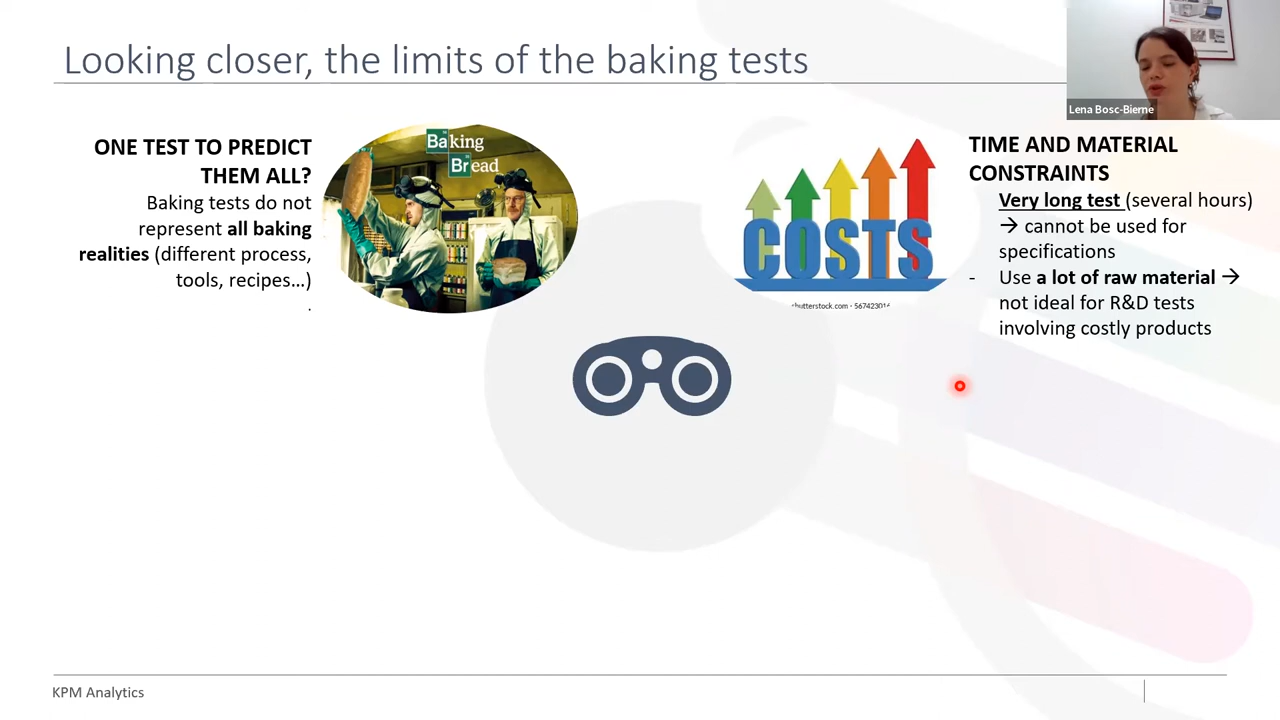 Looking closer, the limits of the baking tests
Lena Bosc-Bierne
ONE TEST TO PREDICT
THEM ALL?
Baking tests do not
represent all baking
realities (different process,
tools, recipes...)
.
Baking
Bread
COSTS
shutterstock.com • 567423016
TIME AND MATERIAL
CONSTRAINTS
Very long test (several hours)
→ cannot be used for
specifications
- Use a lot of raw material →
not ideal for R&D tests
involving costly products
KPM Analytics